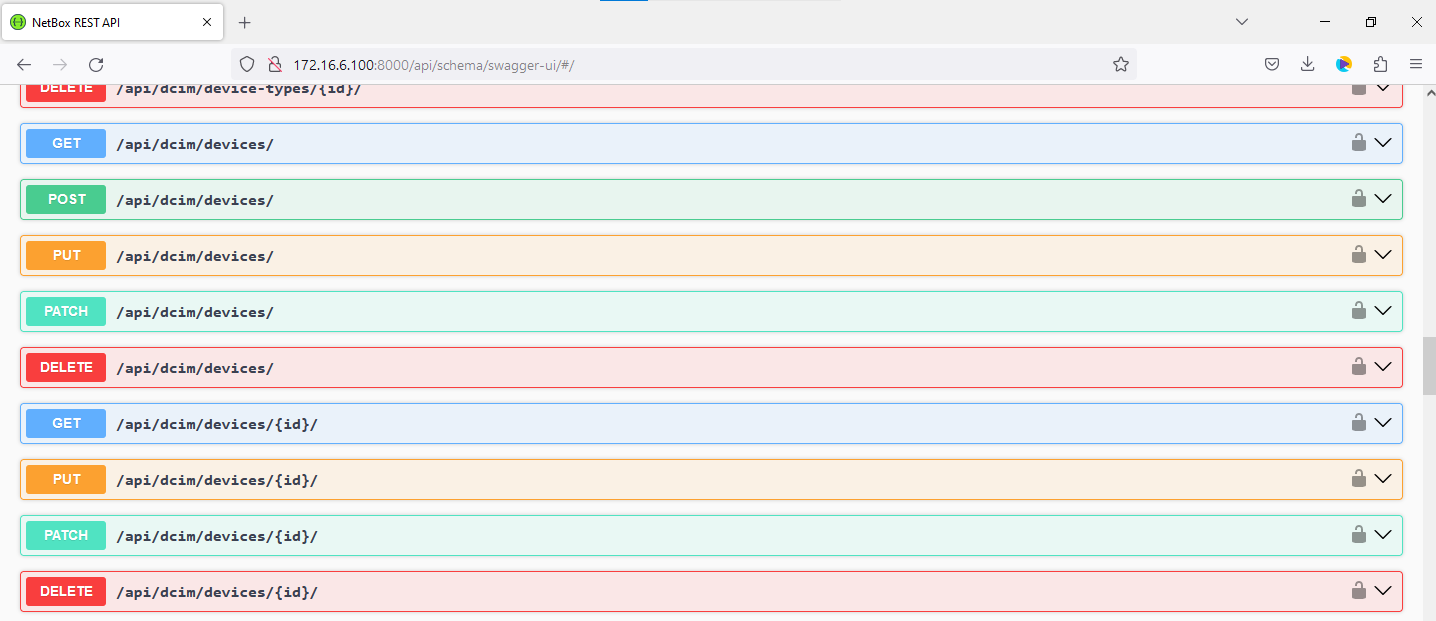 NetBox REST API
172.16.6.100:8000/api/schema/swagger-ui/#/
DELETE /api/dcim/device-types/{id}/
GET /api/dcim/devices/
POST /api/dcim/devices/
PUT /api/dcim/devices/
PATCH /api/dcim/devices/
DELETE /api/dcim/devices/
GET /api/dcim/devices/{id}/
PUT /api/dcim/devices/{id}/
PATCH /api/dcim/devices/{id}/
DELETE /api/dcim/devices/{id}/